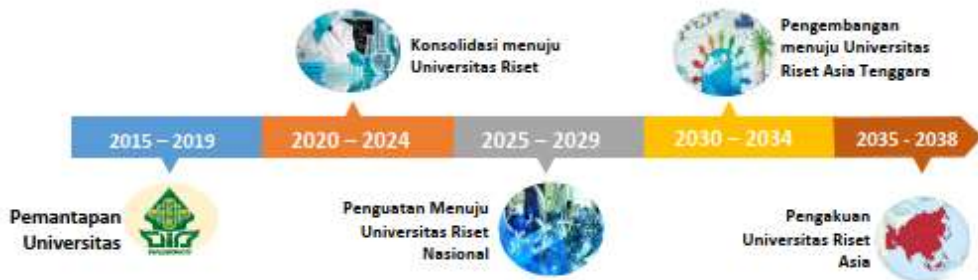 Konsolidasi menuju
Universitas Riset
Pengembangan
menuju Universitas
Riset Asia Tenggara
2015 – 2019
2020 – 2024
2025 – 2029
2030 – 2034
2035 - 2038
Pemantapan
Universitas
Penguatan Menuju
Universitas Riset
Nasional
Pengakuan
Universitas Riset
Asia